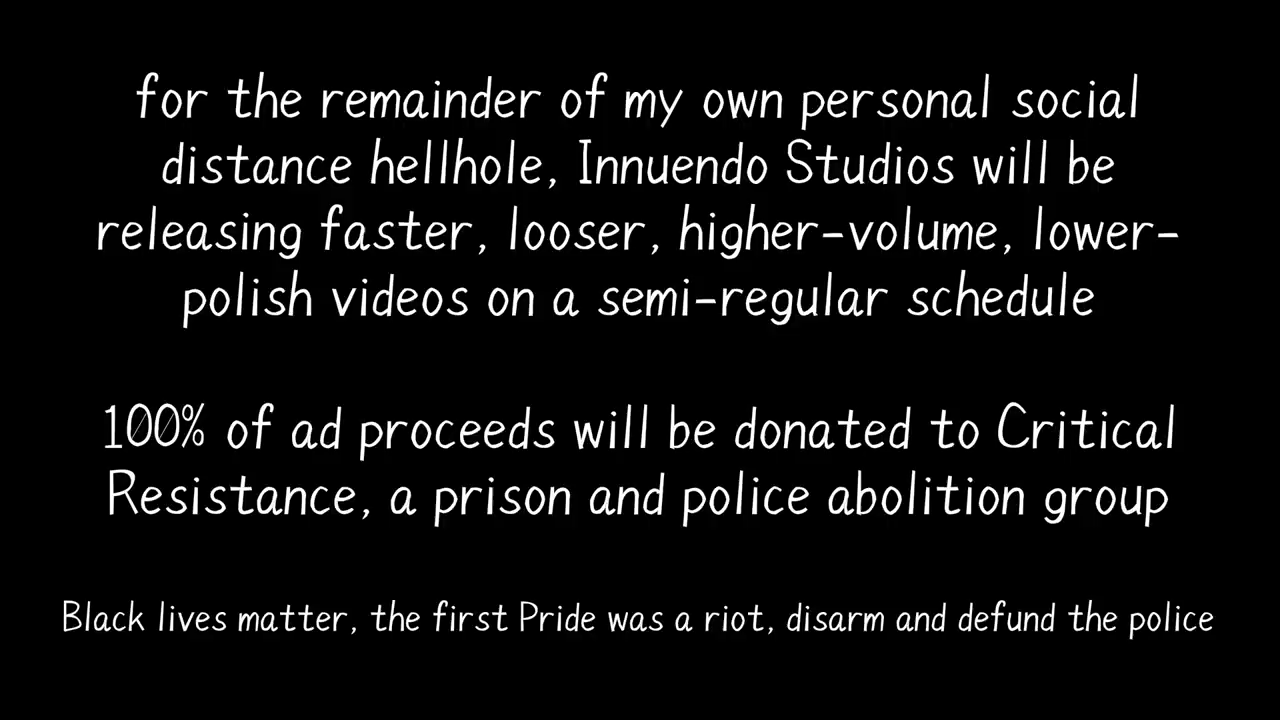 for the remainder of my own personal social
distance hellhole, Innuendo Studios will be
releasing faster, looser, higher-volume, lower-
polish videos on a semi-regular schedule
100% of ad proceeds will be donated to Critical
Resistance, a prison and police abolition group
Black lives matter, the first Pride was a riot, disarm and defund the police